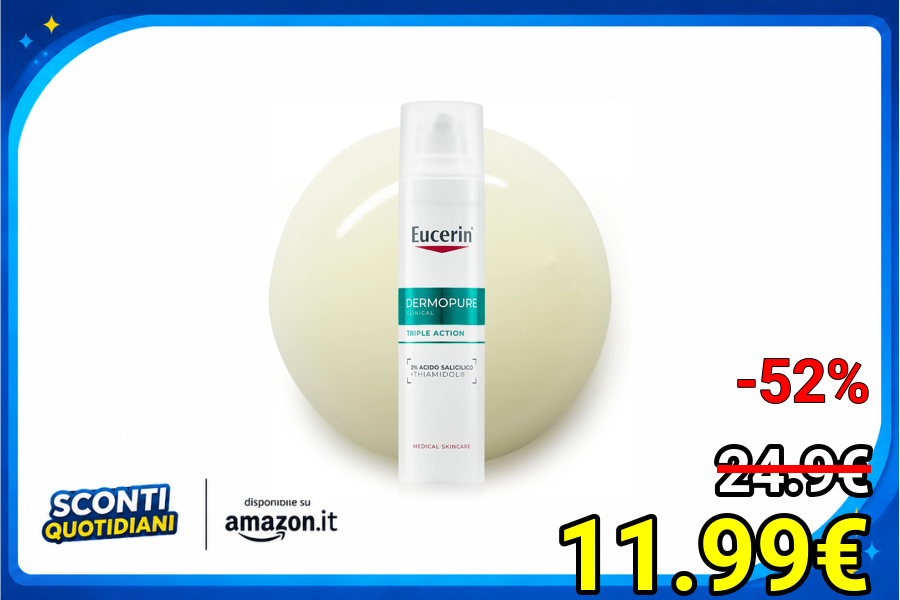 Eucerin
DERMOPURE
CLINICAL
TRIPLE ACTION
2% ACIDO SALICILICO
+THIAMIDOL®
MEDICAL SKINCARE
-52%
24.9€
11.99€
SCONTI
QUOTIDIANI
disponibile su
amazon.it